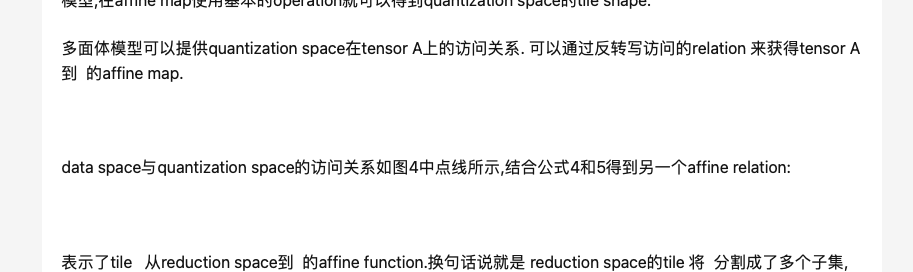 模型,在affine map使用基本的operation就可以得到quantization space的tile shape.
多面体模型可以提供quantization space在tensor A上的访问关系. 可以通过反转写访问的relation 来获得tensor A
到  的affine map.
data space与quantization space的访问关系如图4中点线所示,结合公式4和5得到另一个affine relation:
表示了tile   从reduction space到  的affine function.换句话说就是 reduction space的tile 将  分割成了多个子集,